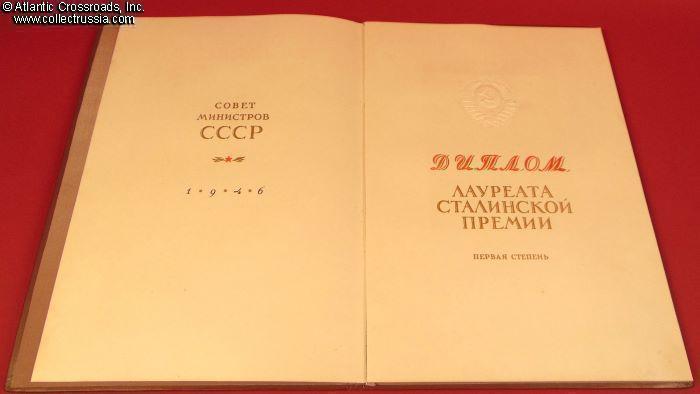 © Atlantic Crossroads, Inc.
www.collectrussia.com
СОВЕТ
МИНИСТРОВ
СССР
1 • 9 • 4 • 6
ДИПЛОМ
ЛАУРЕАТА
СТАЛИНСКОЙ
ПРЕМИИ
ПЕРВАЯ СТЕПЕНЬ